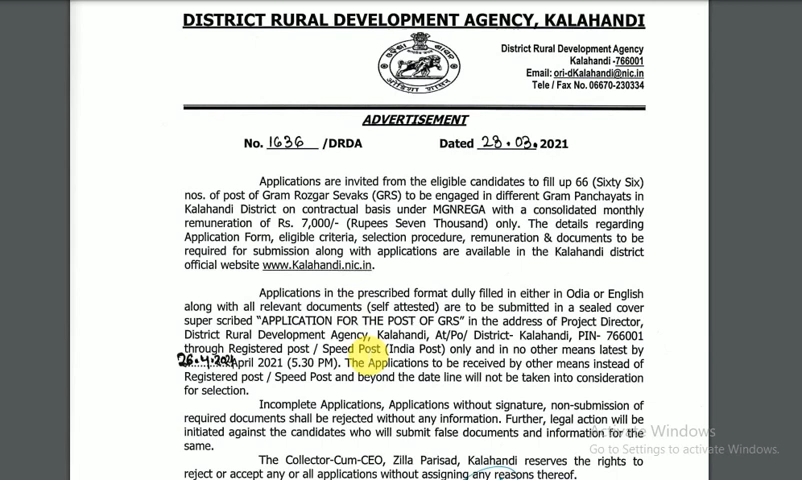 DISTRICT RURAL DEVELOPMENT AGENCY, KALAHANDI
District Rural Development Agency
Kalahandi -766001
Email: ori-dKalahandi@nic.in
Tele / Fax No. 06670-230334
ADVERTISEMENT
No. 1636 /DRDA Dated 28.03.2021
Applications are invited from the eligible candidates to fill up 66 (Sixty Six)
nos. of post of Gram Rozgar Sevaks (GRS) to be engaged in different Gram Panchayats in
Kalahandi District on contractual basis under MGNREGA with a consolidated monthly
remuneration of Rs. 7,000/- (Rupees Seven Thousand) only. The details regarding
Application Form, eligible criteria, selection procedure, remuneration & documents to be
required for submission along with applications are available in the Kalahandi district
official website www.Kalahandi.nic.in.
Applications in the prescribed format dully filled in either in Odia or English
along with all relevant documents (self attested) are to be submitted in a sealed cover
super scribed "APPLICATION FOR THE POST OF GRS" in the address of Project Director,
District Rural Development Agency, Kalahandi, At/Po/ District- Kalahandi, PIN- 766001
through Registered post / Speed Post (India Post) only and in no other means latest by
26.4.2021 April 2021 (5.30 PM). The Applications to be received by other means instead of
Registered post / Speed Post and beyond the date line will not be taken into consideration
for selection.
Incomplete Applications, Applications without signature, non-submission of
required documents shall be rejected without any information. Further, legal action will be
initiated against the candidates who will submit false documents and information for the
same.
Activate Windows
Go to Settings to activate Windows.
The Collector-Cum-CEO, Zilla Parisad, Kalahandi reserves the rights to
reject or accept any or all applications without assigning any reasons thereof.